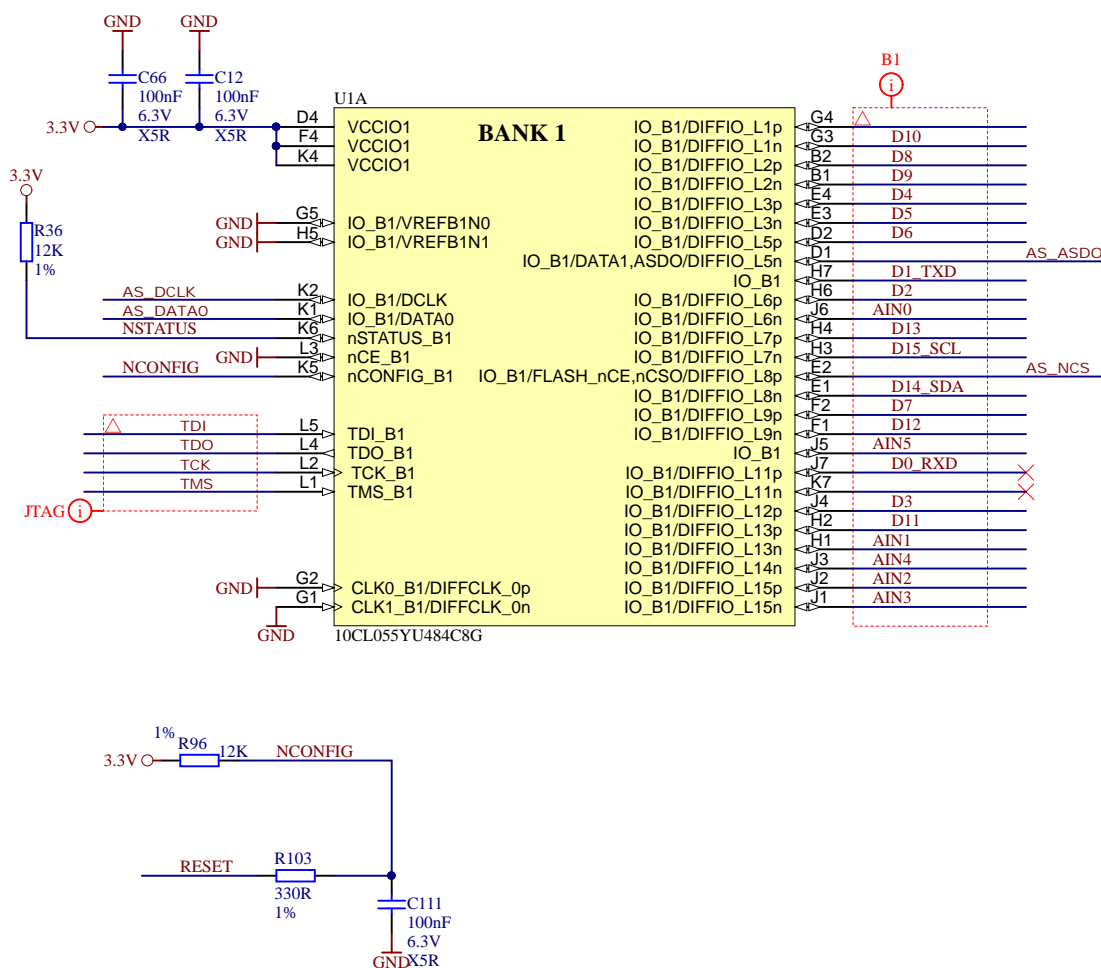 GND GND
C66 C12
100nF 100nF
6.3V 6.3V
X5R X5R
3.3V
B1
i
U1A
BANK 1
D4 VCCIO1
F4 VCCIO1
K4 VCCIO1
3.3V
R36
12K
1%
GND G5 IO_B1/VREFB1N0
GND H5 IO_B1/VREFB1N1
AS_DCLK K2 IO_B1/DCLK
AS_DATA0 K1 IO_B1/DATA0
NSTATUS K6 nSTATUS_B1
GND L3 nCE_B1
NCONFIG K5 nCONFIG_B1
TDI L5 TDI_B1
TDO L4 TDO_B1
TCK L2 TCK_B1
TMS L1 TMS_B1
JTAG i
GND G2 CLK0_B1/DIFFCLK_0p
G1 CLK1_B1/DIFFCLK_0n
GND
IO_B1/DIFFIO_L1p G4
IO_B1/DIFFIO_L1n G3 D10
IO_B1/DIFFIO_L2p B2 D8
IO_B1/DIFFIO_L2n B1 D9
IO_B1/DIFFIO_L3p E4 D4
IO_B1/DIFFIO_L3n E3 D5
IO_B1/DIFFIO_L5p D2 D6
IO_B1/DATA1,ASDO/DIFFIO_L5n D1 AS_ASDO
IO_B1 H7 D1_TXD
IO_B1/DIFFIO_L6p H6 D2
IO_B1/DIFFIO_L6n J6 AIN0
IO_B1/DIFFIO_L7p H4 D13
IO_B1/DIFFIO_L7n H3 D15_SCL
IO_B1/FLASH_nCE,nCSO/DIFFIO_L8p E2 AS_NCS
IO_B1/DIFFIO_L8n E1 D14_SDA
IO_B1/DIFFIO_L9p F2 D7
IO_B1/DIFFIO_L9n F1 D12
IO_B1 J5 AIN5
IO_B1/DIFFIO_L11p J7 D0_RXD
IO_B1/DIFFIO_L11n K7
IO_B1/DIFFIO_L12p J4 D3
IO_B1/DIFFIO_L13p H2 D11
IO_B1/DIFFIO_L13n H1 AIN1
IO_B1/DIFFIO_L14n J3 AIN4
IO_B1/DIFFIO_L15p J2 AIN2
IO_B1/DIFFIO_L15n J1 AIN3
10CL055YU484C8G
1%
R96
3.3V 12K NCONFIG
RESET R103
330R
1%
C111
100nF
6.3V
GND X5R